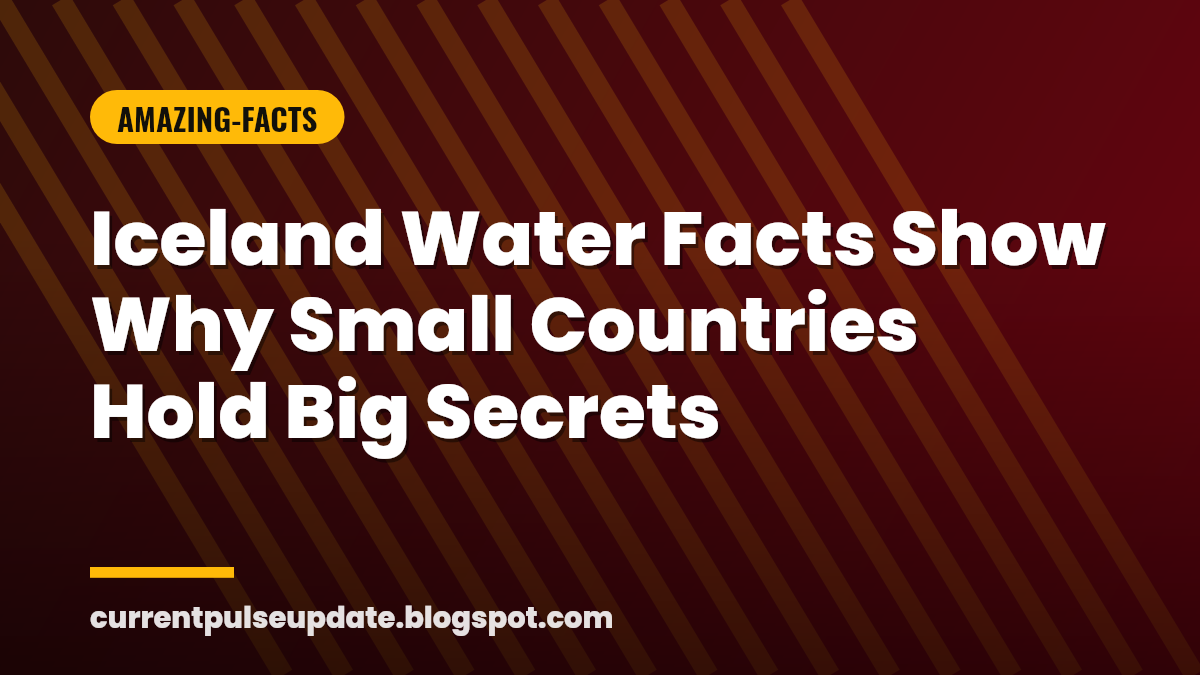 AMAZING-FACTS
Iceland Water Facts Show
Why Small Countries
Hold Big Secrets
currentpulseupdate.blogspot.com